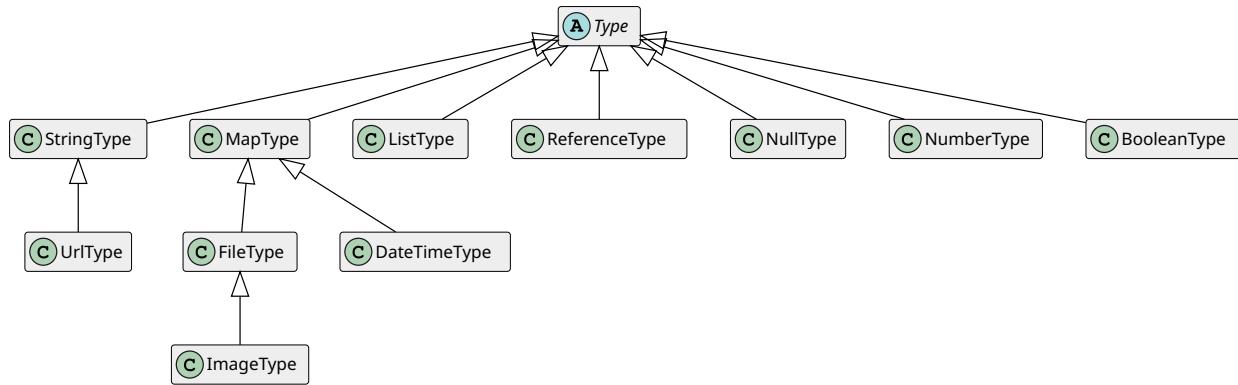 A Type
C StringType
C MapType
C ListType
C ReferenceType
C NullType
C NumberType
C BooleanType
C UrlType
C FileType
C DateTimeType
C ImageType